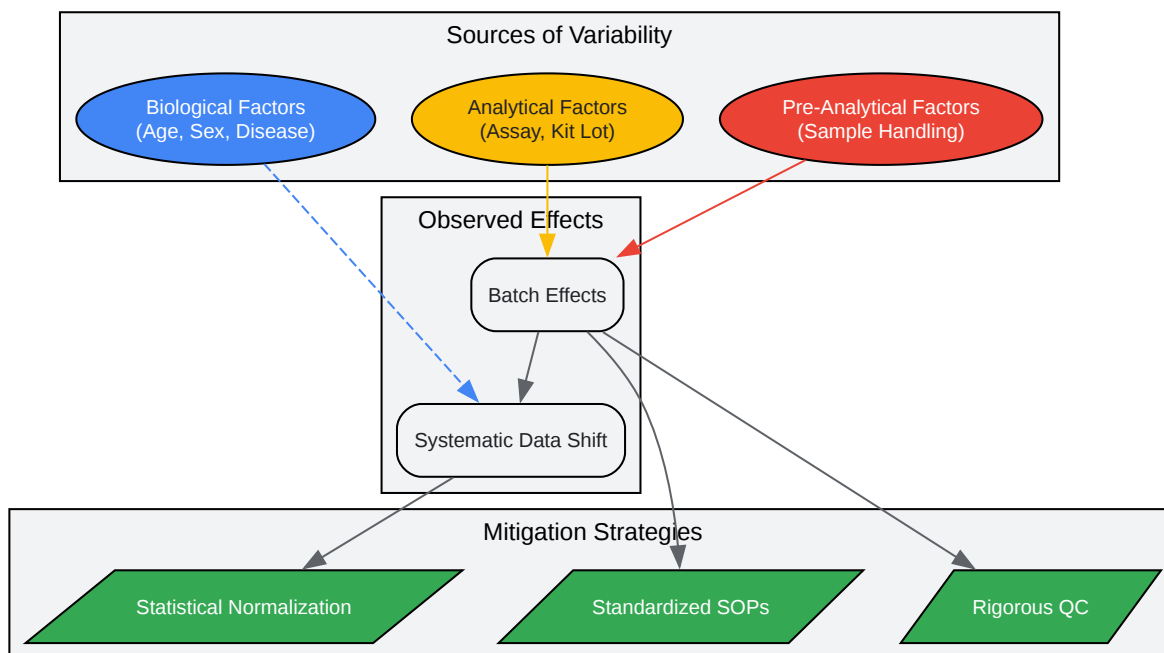 Sources of Variability
Biological Factors
(Age, Sex, Disease)
Analytical Factors
(Assay, Kit Lot)
Pre-Analytical Factors
(Sample Handling)
Observed Effects
Batch Effects
Systematic Data Shift
Mitigation Strategies
Statistical Normalization
Standardized SOPs
Rigorous QC